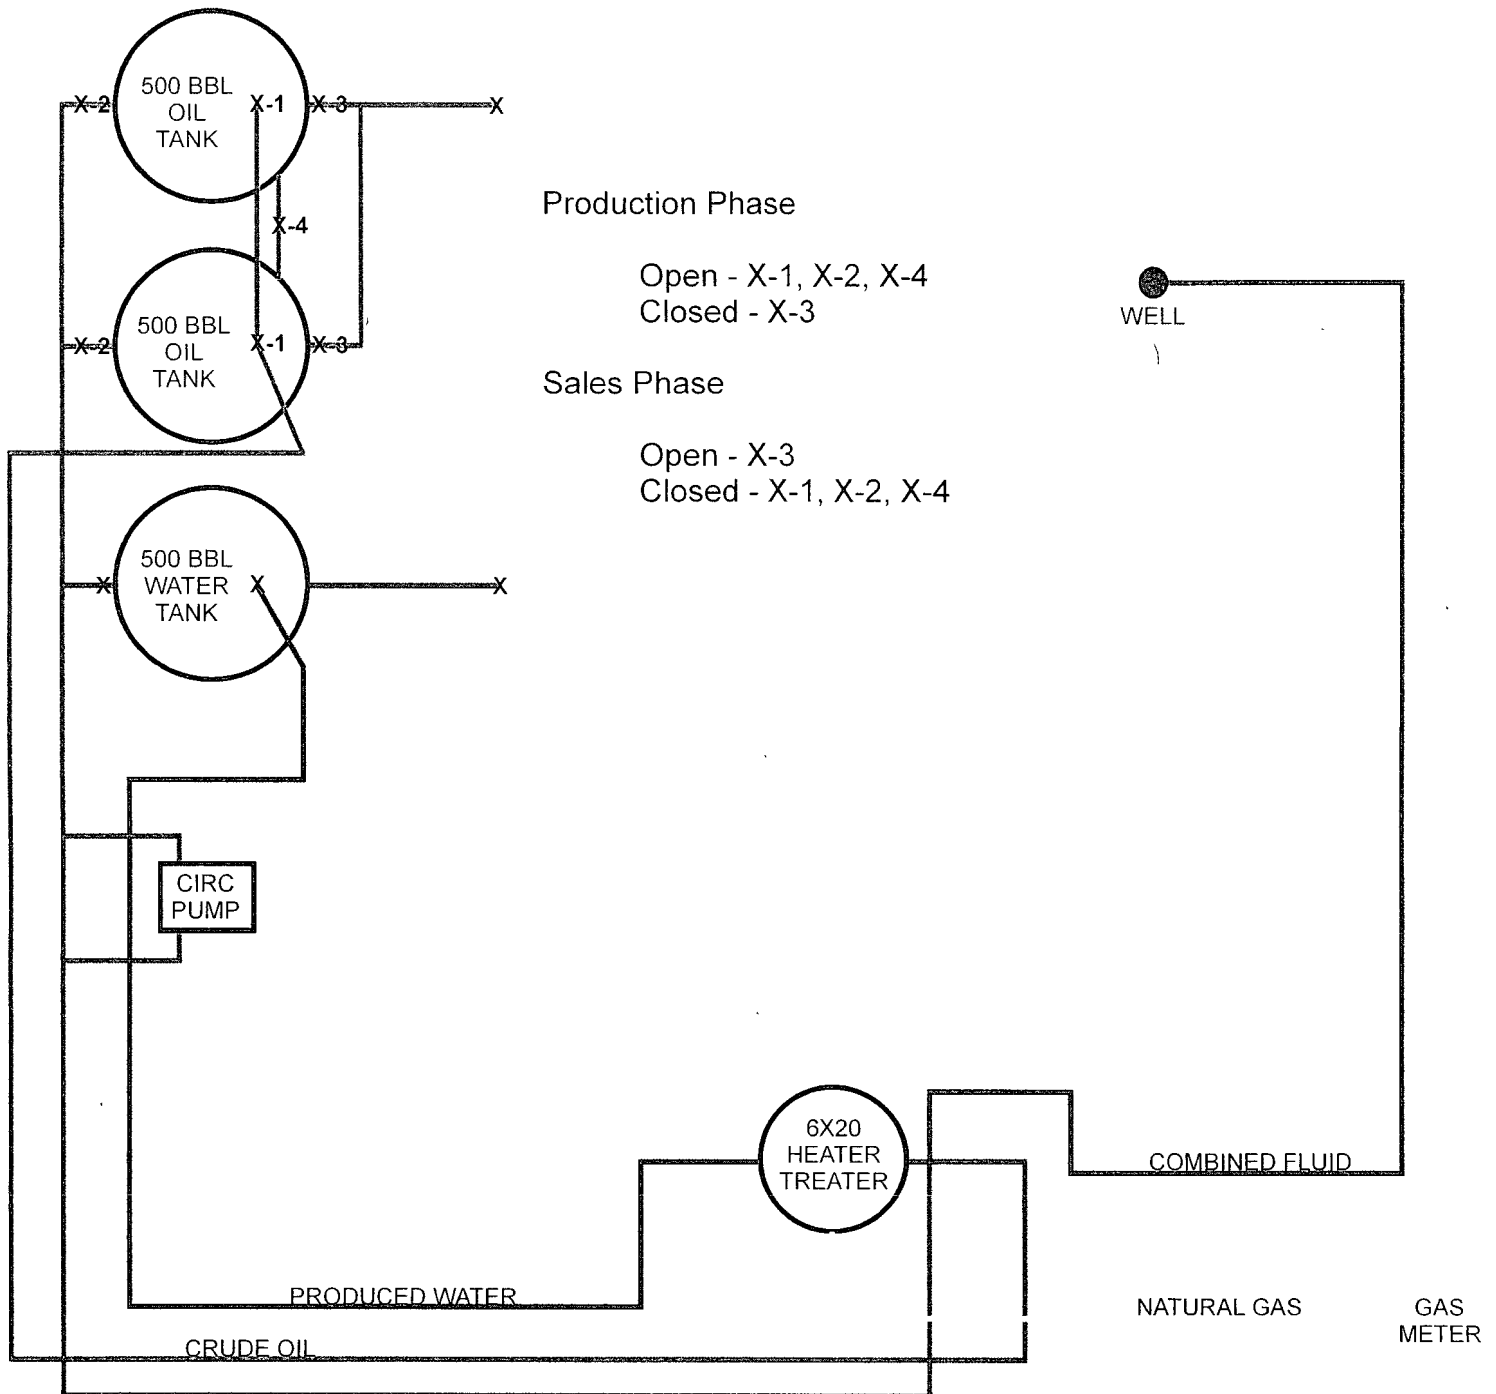 500 BBL
OIL
TANK
X-2
X-1
X-3
X
X-4
Production Phase
Open - X-1, X-2, X-4
Closed - X-3
WELL
500 BBL
OIL
TANK
X-2
X-1
X-3
Sales Phase
Open - X-3
Closed - X-1, X-2, X-4
500 BBL
WATER
TANK
X
X
X
CIRC
PUMP
6X20
HEATER
TREATER
COMBINED FLUID
PRODUCED WATER
CRUDE OIL
NATURAL GAS
GAS
METER